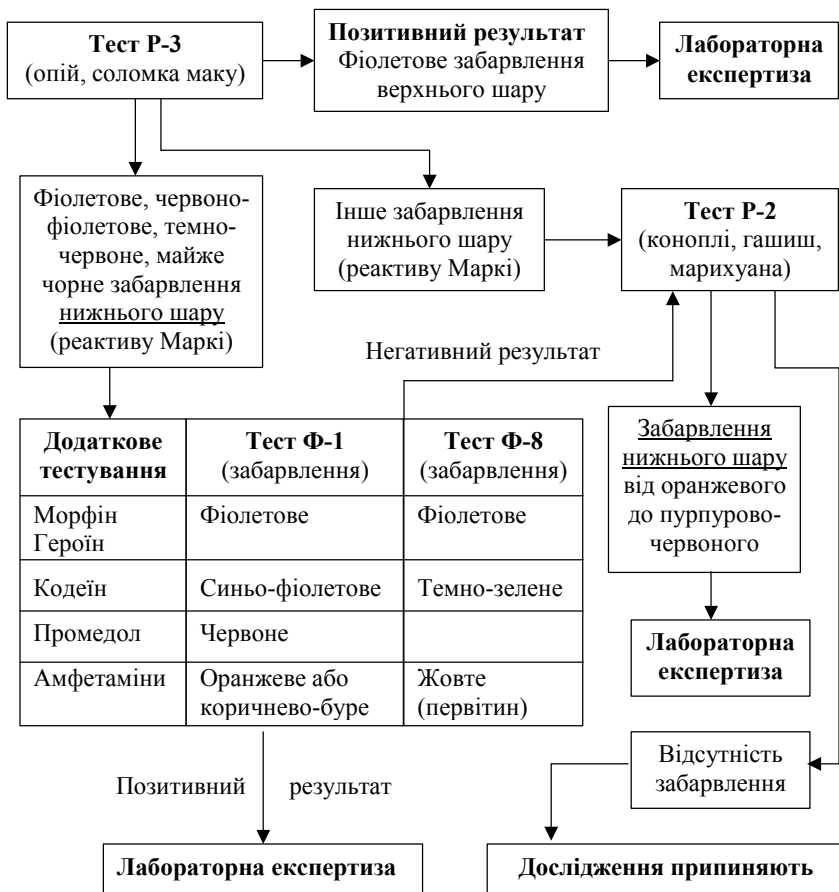 Тест Р-3
(опій, соломка маку)
Позитивний результат
Фіолетове забарвлення
верхнього шару
Лабораторна
експертиза
Фіолетове, червоно-
фіолетове, темно-
червоне, майже
чорне забарвлення
нижнього шару
(реактиву Маркі)
Інше забарвлення
нижнього шару
(реактиву Маркі)
Тест Р-2
(коноплі, гашиш,
марихуана)
Негативний результат
Додаткове
тестування
Тест Ф-1
(забарвлення)
Тест Ф-8
(забарвлення)
Морфін
Героїн
Фіолетове
Фіолетове
Кодеїн
Синьо-фіолетове
Темно-зелене
Промедол
Червоне
Амфетаміни
Оранжеве або
коричнево-буре
Жовте
(первітин)
Забарвлення
нижнього шару
від оранжевого
до пурпурово-
червоного
Лабораторна
експертиза
Відсутність
забарвлення
Позитивний результат
Лабораторна експертиза
Дослідження припиняють